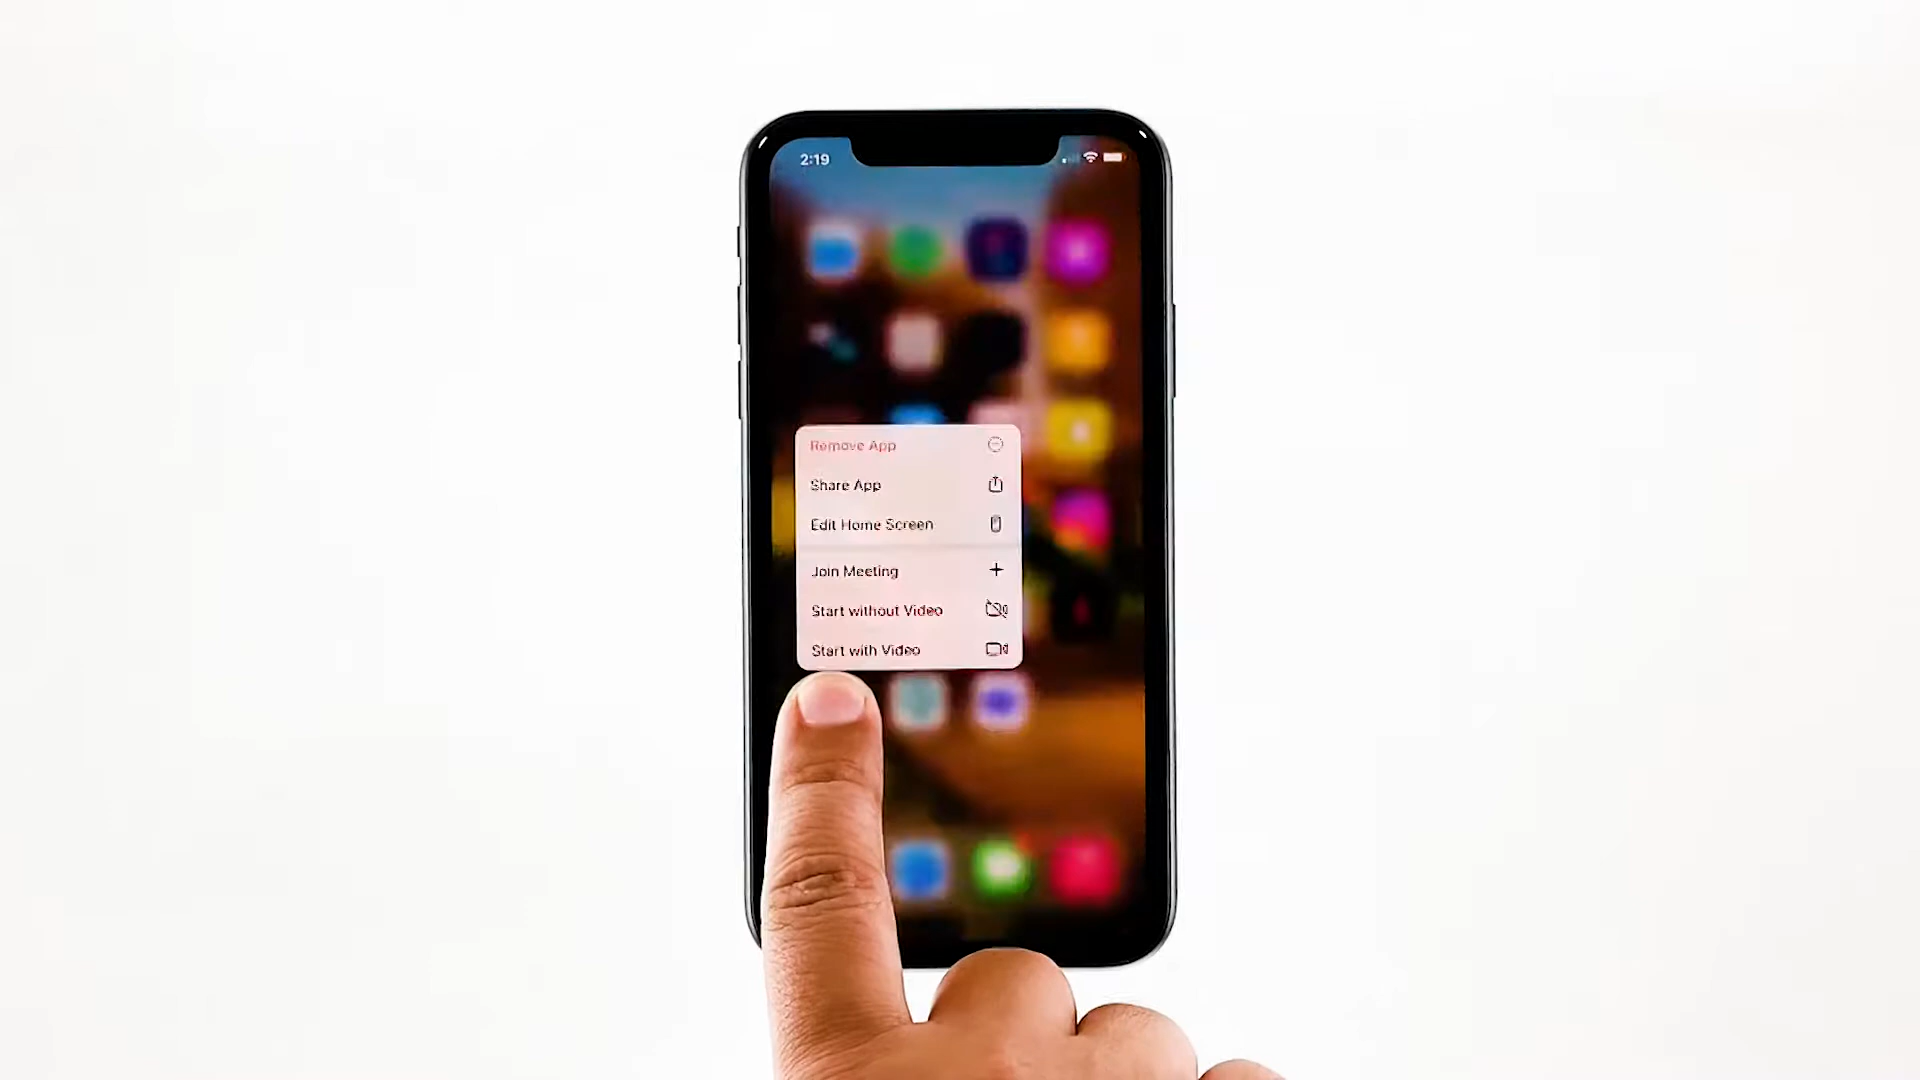 2:19
Remove App
Share App
Edit Home Screen
Join Meeting
Start without Video
Start with Video